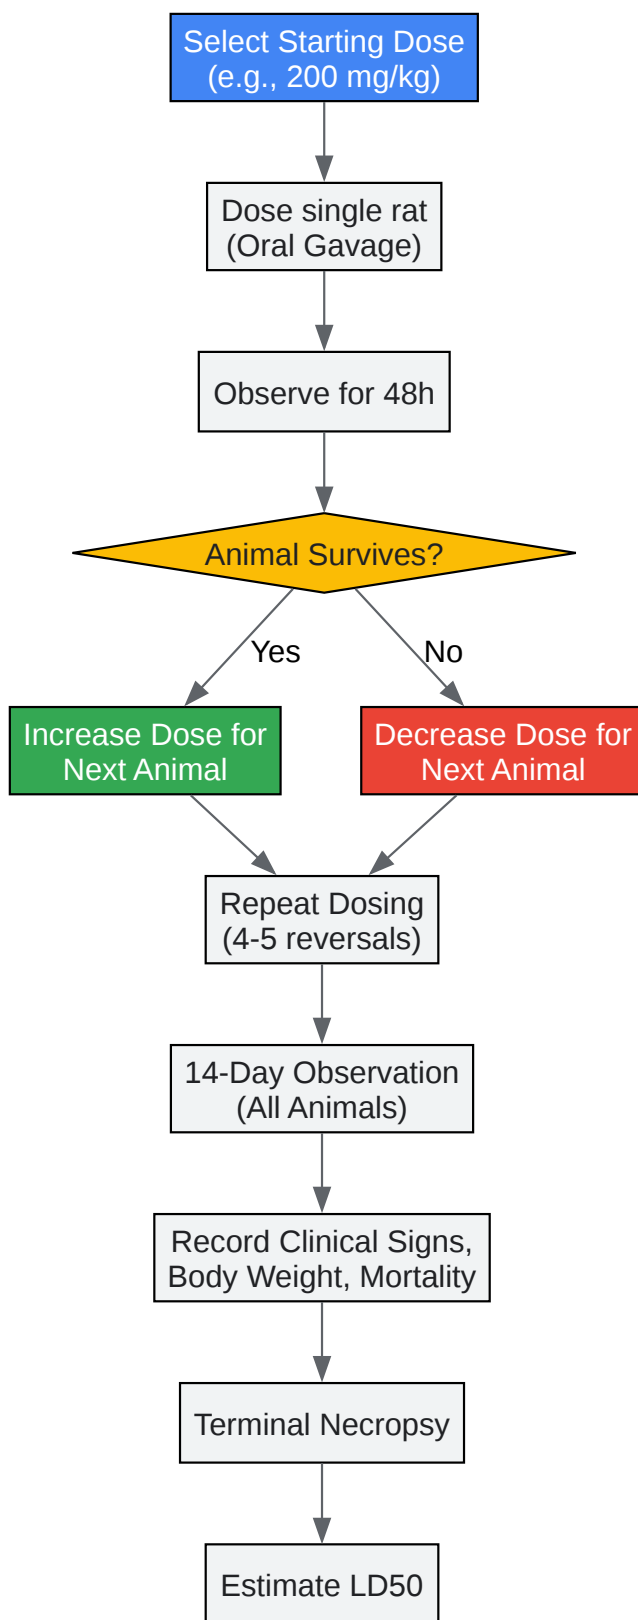 Select Starting Dose
(e.g., 200 mg/kg)
Dose single rat
(Oral Gavage)
Observe for 48h
Animal Survives?
Yes
No
Increase Dose for
Next Animal
Decrease Dose for
Next Animal
Repeat Dosing
(4-5 reversals)
14-Day Observation
(All Animals)
Record Clinical Signs,
Body Weight, Mortality
Terminal Necropsy
Estimate LD50